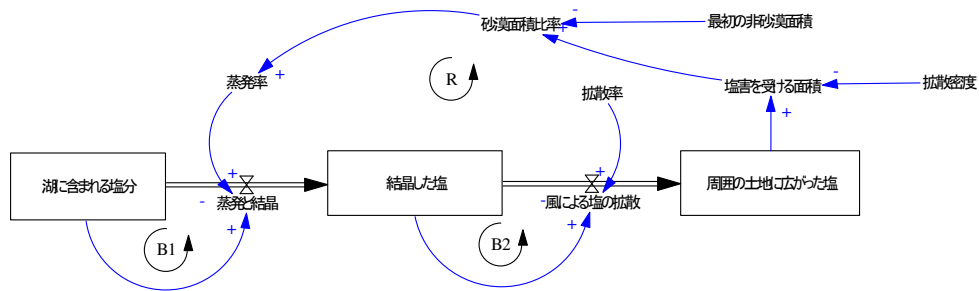 砂漠面積比率
+
-
最初の非砂漠面積
蒸発率
+
R
拡散率
塩害を受ける面積
-
拡散密度
+
湖に含まれる塩分
+
-
蒸発と結晶
+
B1
結晶した塩
+
-
風による塩の拡散
+
B2
周囲の土地に広がった塩